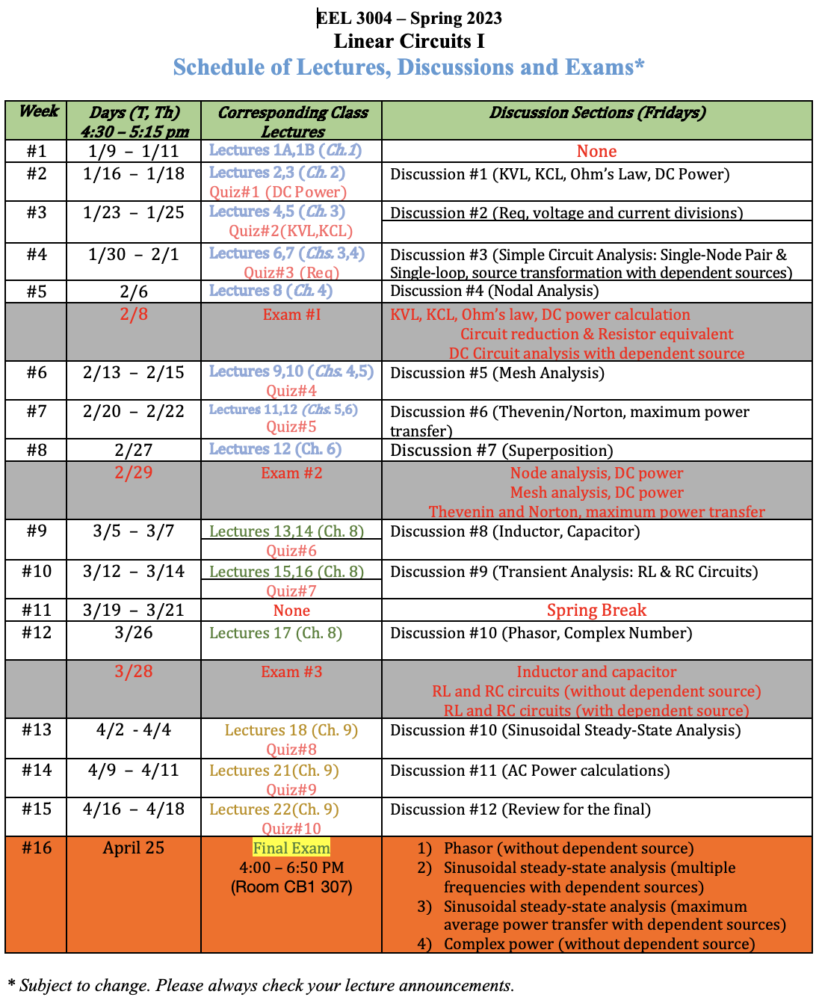 EEL 3004 – Spring 2023
Linear Circuits I
Schedule of Lectures, Discussions and Exams*
Week
Days (T, Th)
4:30 – 5:15 pm
Corresponding Class
Lectures
Discussion Sections (Fridays)
#1
1/9 – 1/11
Lectures 1A,1B (Ch.1)
None
#2
1/16 – 1/18
Lectures 2,3 (Ch. 2)
Quiz#1 (DC Power)
Discussion #1 (KVL, KCL, Ohm's Law, DC Power)
#3
1/23 – 1/25
Lectures 4,5 (Ch. 3)
Quiz#2(KVL,KCL)
Discussion #2 (Req, voltage and current divisions)
#4
1/30 – 2/1
Lectures 6,7 (Chs. 3,4)
Quiz#3 (Req)
Discussion #3 (Simple Circuit Analysis: Single-Node Pair &
Single-loop, source transformation with dependent sources)
#5
2/6
Lectures 8 (Ch. 4)
Discussion #4 (Nodal Analysis)
2/8
Exam #I
KVL, KCL, Ohm's law, DC power calculation
Circuit reduction & Resistor equivalent
DC Circuit analysis with dependent source
#6
2/13 – 2/15
Lectures 9,10 (Chs. 4,5)
Quiz#4
Discussion #5 (Mesh Analysis)
#7
2/20 – 2/22
Lectures 11,12 (Chs. 5,6)
Quiz#5
Discussion #6 (Thevenin/Norton, maximum power
transfer)
#8
2/27
Lectures 12 (Ch. 6)
Discussion #7 (Superposition)
2/29
Exam #2
Node analysis, DC power
Mesh analysis, DC power
Thevenin and Norton, maximum power transfer
#9
3/5 – 3/7
Lectures 13,14 (Ch. 8)
Quiz#6
Discussion #8 (Inductor, Capacitor)
#10
3/12 – 3/14
Lectures 15,16 (Ch. 8)
Quiz#7
Discussion #9 (Transient Analysis: RL & RC Circuits)
#11
3/19 – 3/21
None
Spring Break
#12
3/26
Lectures 17 (Ch. 8)
Discussion #10 (Phasor, Complex Number)
3/28
Exam #3
Inductor and capacitor
RL and RC circuits (without dependent source)
RL and RC circuits (with dependent source)
#13
4/2 - 4/4
Lectures 18 (Ch. 9)
Quiz#8
Discussion #10 (Sinusoidal Steady-State Analysis)
#14
4/9 – 4/11
Lectures 21(Ch. 9)
Quiz#9
Discussion #11 (AC Power calculations)
#15
4/16 – 4/18
Lectures 22(Ch. 9)
Quiz#10
Discussion #12 (Review for the final)
#16
April 25
Final Exam
4:00 – 6:50 PM
(Room CB1 307)
1) Phasor (without dependent source)
2) Sinusoidal steady-state analysis (multiple
frequencies with dependent sources)
3) Sinusoidal steady-state analysis (maximum
average power transfer with dependent sources)
4) Complex power (without dependent source)
* Subject to change. Please always check your lecture announcements.